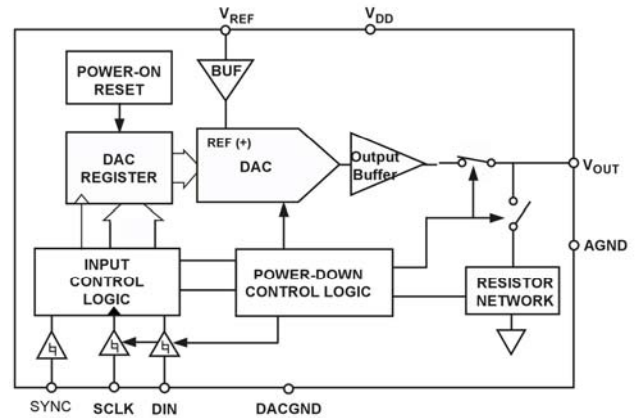 VREF
VDD
POWER-ON
RESET
BUF
REF (+)
DAC
REGISTER
DAC
Output
Buffer
VOUT
AGND
INPUT
CONTROL
LOGIC
POWER-DOWN
CONTROL LOGIC
RESISTOR
NETWORK
SYNC
SCLK
DIN
DACGND